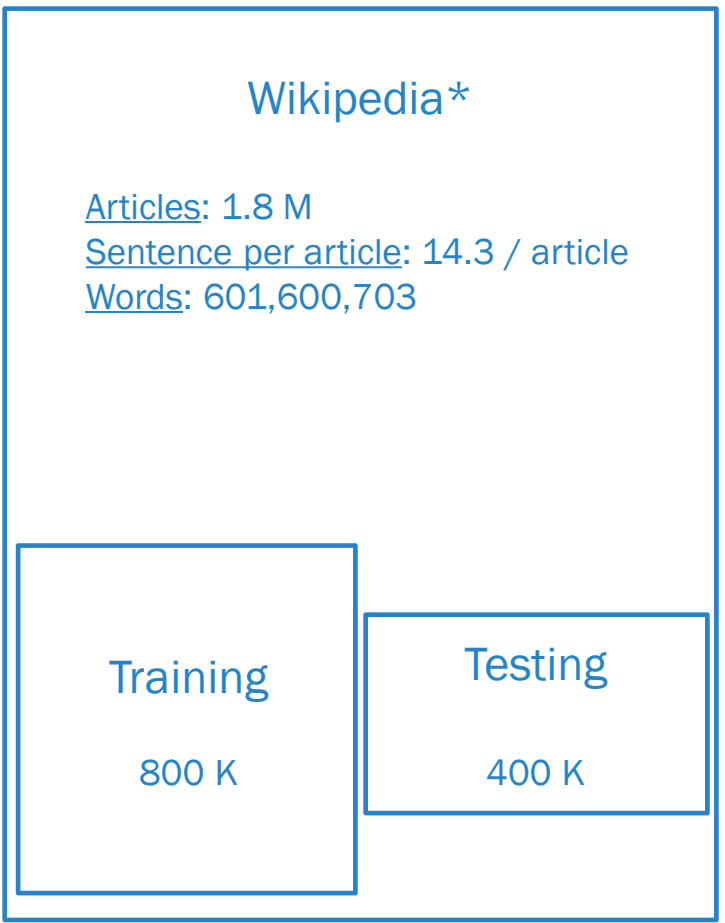 Wikipedia*
Articles: 1.8 M
Sentence per article: 14.3 / article
Words: 601,600,703
Training
800 K
Testing
400 K